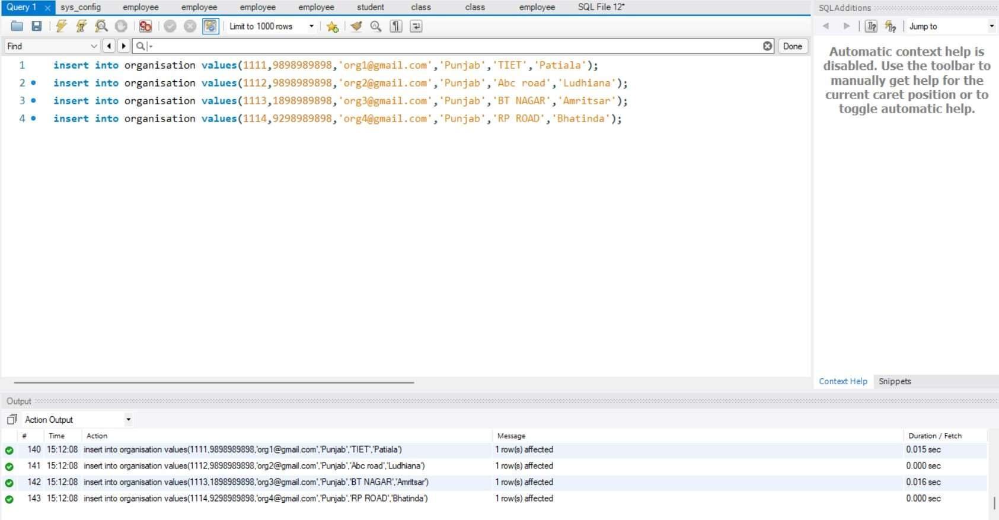 Query 1 sys_config employee employee employee employee student class class employee SQL File 12*
SQLAdditions
Limit to 1000 rows
Jump to
Find
Done
1 insert into organisation values(1111,9898989898,'org1@gmail.com','Punjab','TIET','Patiala');
2 insert into organisation values(1112,9898989898,'org2@gmail.com','Punjab','Abc road','Ludhiana');
3 insert into organisation values(1113,1898989898,'org3@gmail.com','Punjab','BT NAGAR','Amritsar');
4 insert into organisation values(1114,9298989898,'org4@gmail.com','Punjab','RP ROAD','Bhatinda');
Automatic context help is
disabled. Use the toolbar to
manually get help for the
current caret position or to
toggle automatic help.
Context Help Snippets
Output
Action Output
# Time Action Message Duration / Fetch
140 15:12:08 insert into organisation values(1111,9898989898,'org1@gmail.com','Punjab','TIET','Patiala') 1 row(s) affected 0.015 sec
141 15:12:08 insert into organisation values(1112,9898989898,'org2@gmail.com','Punjab','Abc road','Ludhiana') 1 row(s) affected 0.000 sec
142 15:12:08 insert into organisation values(1113,1898989898,'org3@gmail.com','Punjab','BT NAGAR','Amritsar') 1 row(s) affected 0.016 sec
143 15:12:08 insert into organisation values(1114,9298989898,'org4@gmail.com','Punjab','RP ROAD','Bhatinda') 1 row(s) affected 0.000 sec